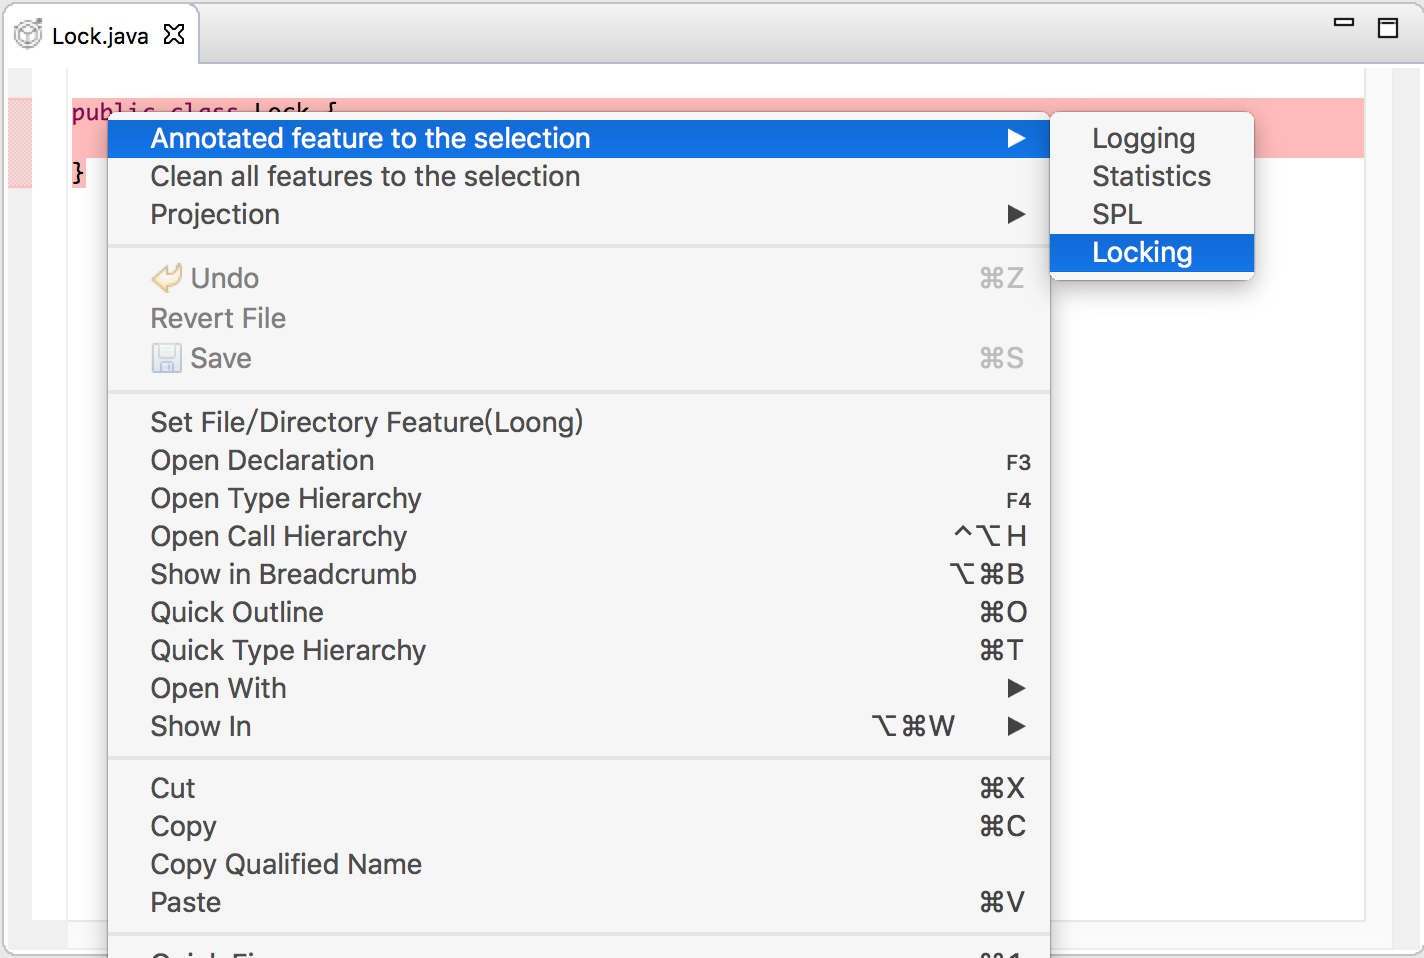 Lock.java
public class Lock {
}
Annotated feature to the selection ▶
Clean all features to the selection
Projection ▶
Undo ⌘Z
Revert File
Save ⌘S
Set File/Directory Feature(Loong)
Open Declaration F3
Open Type Hierarchy F4
Open Call Hierarchy ^⌥H
Show in Breadcrumb ⌥⌘B
Quick Outline ⌘O
Quick Type Hierarchy ⌘T
Open With ▶
Show In ⌥⌘W ▶
Cut ⌘X
Copy ⌘C
Copy Qualified Name
Paste ⌘V
Quick Fix ⌘1
Logging
Statistics
SPL
Locking